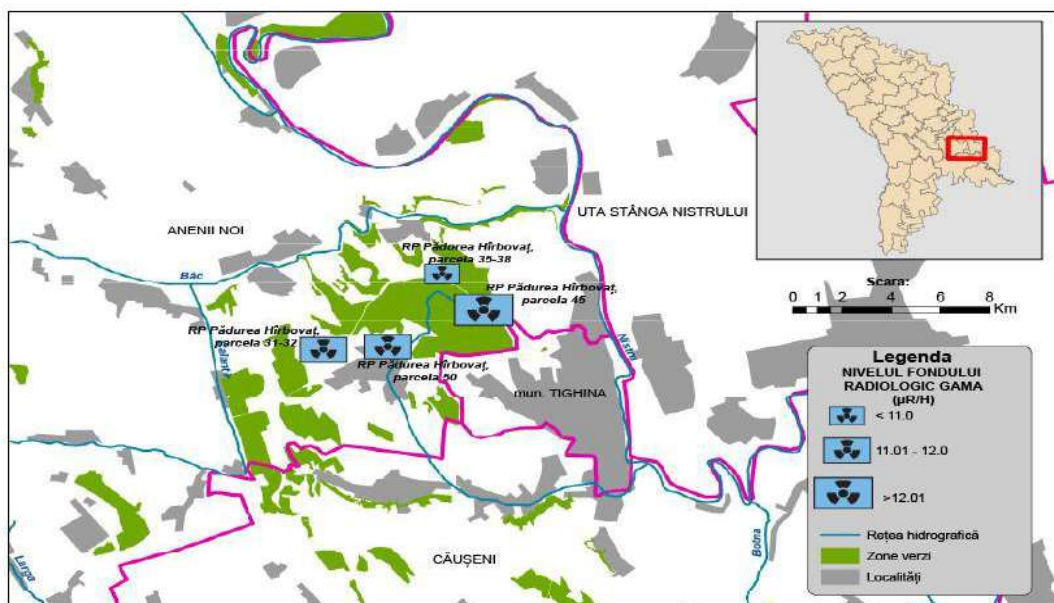 ANENII NOI
UTA STÂNGA NISTRULUI
Bâc
RP Pădurea Hîrbovaț,
parcela 35-38
RP Pădurea Hîrbovaț,
parcela 45
RP Pădurea Hîrbovaț,
parcela 31-32
RP Pădurea Hîrbovaț,
parcela 50
mun. TIGHINA
Nistru
CĂUȘENI
Botna
Larga
Scara:
0 1 2 4 6 8
Km
Legenda
NIVELUL FONDULUI
RADIOLOGIC GAMA
(µR/H)
< 11.0
11.01 - 12.0
>12.01
Rețea hidrografică
Zone verzi
Localități